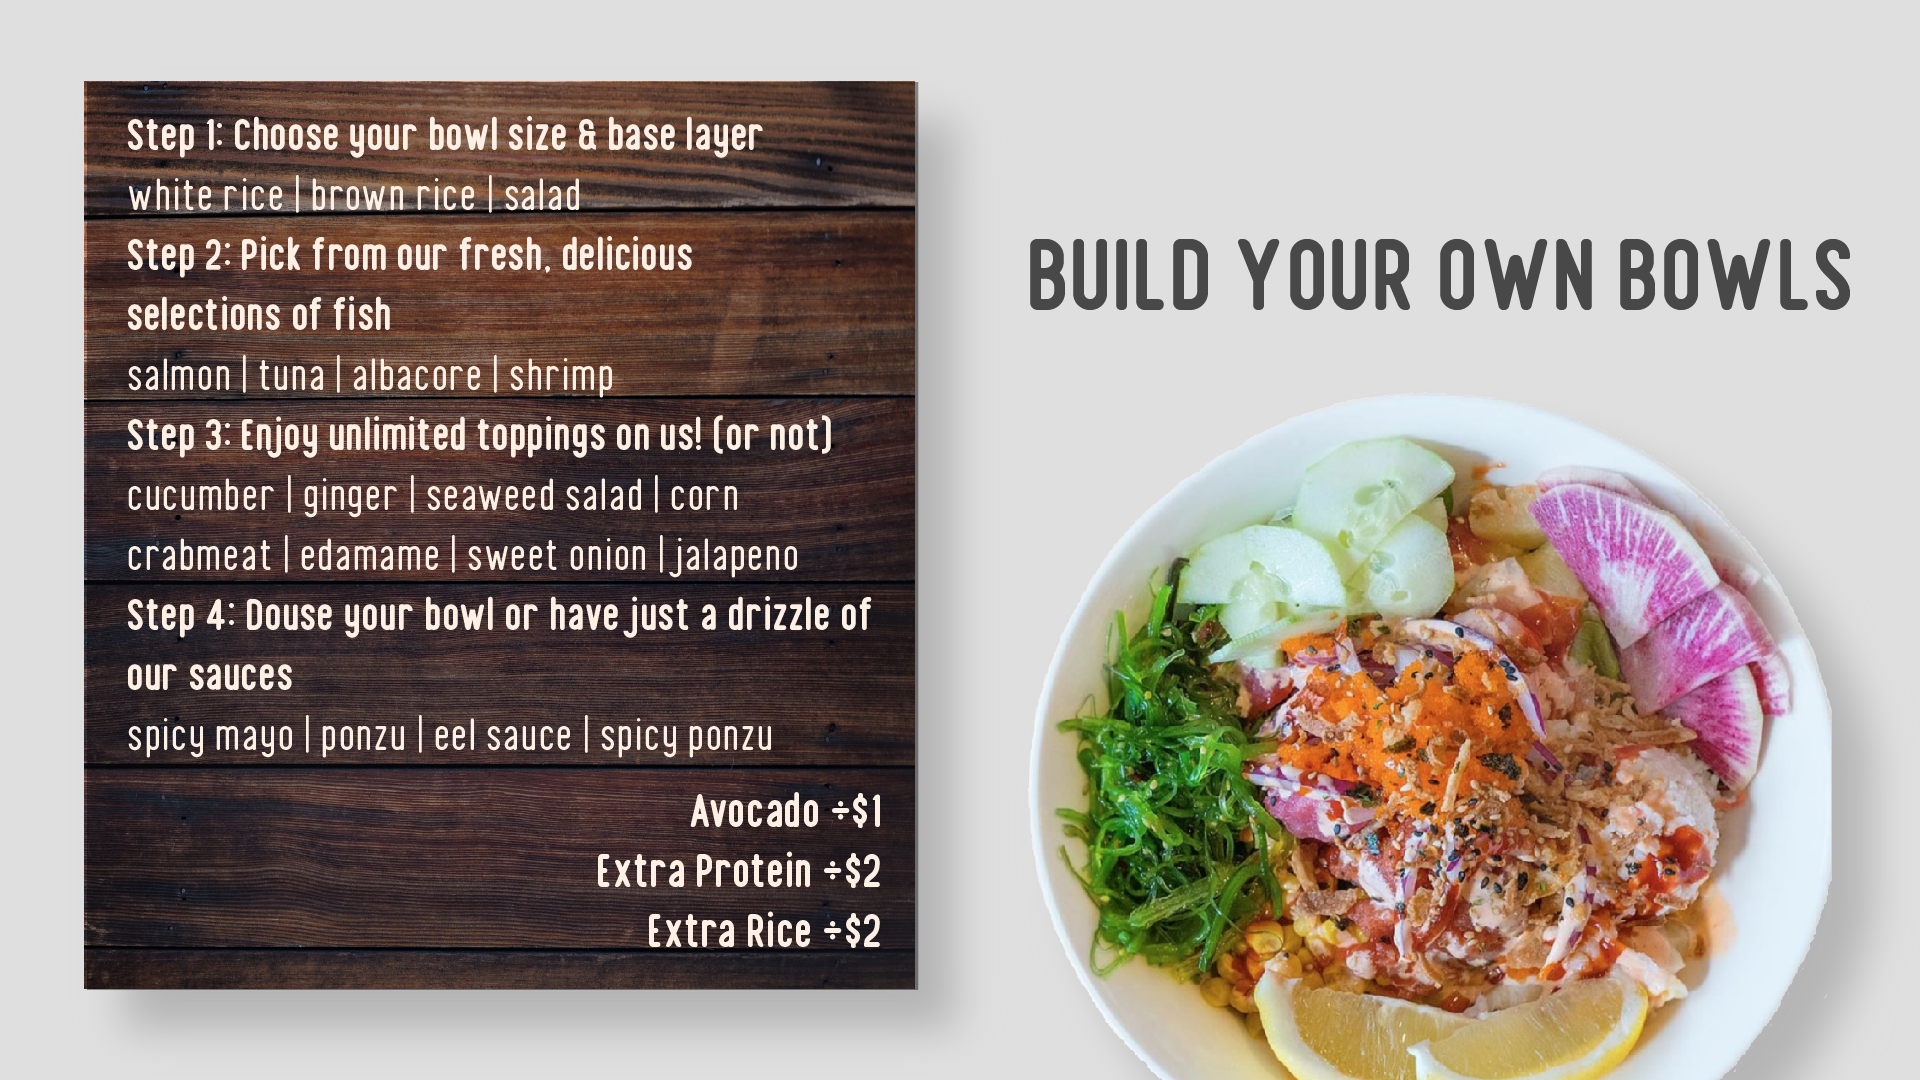 Step 1: Choose your bowl size & base layer
white rice | brown rice | salad
Step 2: Pick from our fresh, delicious
selections of fish
salmon | tuna | albacore | shrimp
Step 3: Enjoy unlimited toppings on us! (or not)
cucumber | ginger | seaweed salad | corn
crabmeat | edamame | sweet onion | jalapeno
Step 4: Douse your bowl or have just a drizzle of
our sauces
spicy mayo | ponzu | eel sauce | spicy ponzu
Avocado ÷$1
Extra Protein ÷$2
Extra Rice ÷$2
BUILD YOUR OWN BOWLS